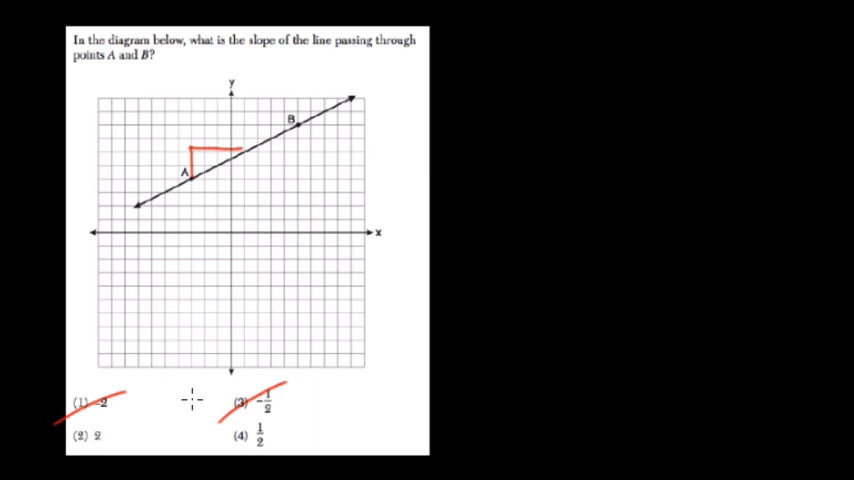 In the diagram below, what is the slope of the line passing through
points A and B?
y
B
A
x
(1) -2
(3) -1/2
(2) 2
(4) 1/2